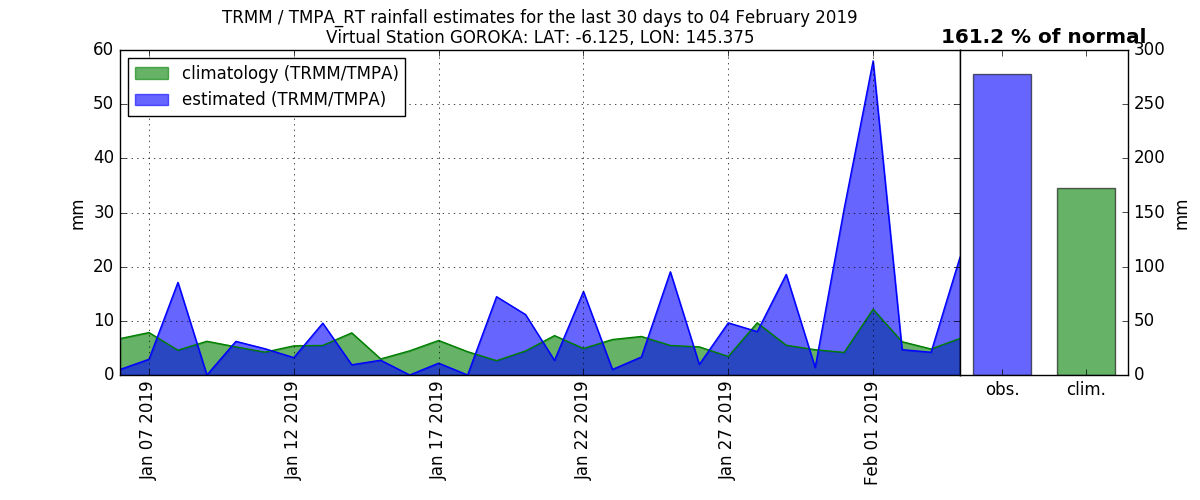 TRMM / TMPA_RT rainfall estimates for the last 30 days to 04 February 2019
Virtual Station GOROKA: LAT: -6.125, LON: 145.375
161.2 % of normal
climatology (TRMM/TMPA)
estimated (TRMM/TMPA)
60
50
40
30
20
10
0
mm
Jan 07 2019
Jan 12 2019
Jan 17 2019
Jan 22 2019
Jan 27 2019
Feb 01 2019
300
250
200
150
100
50
0
mm
obs.
clim.